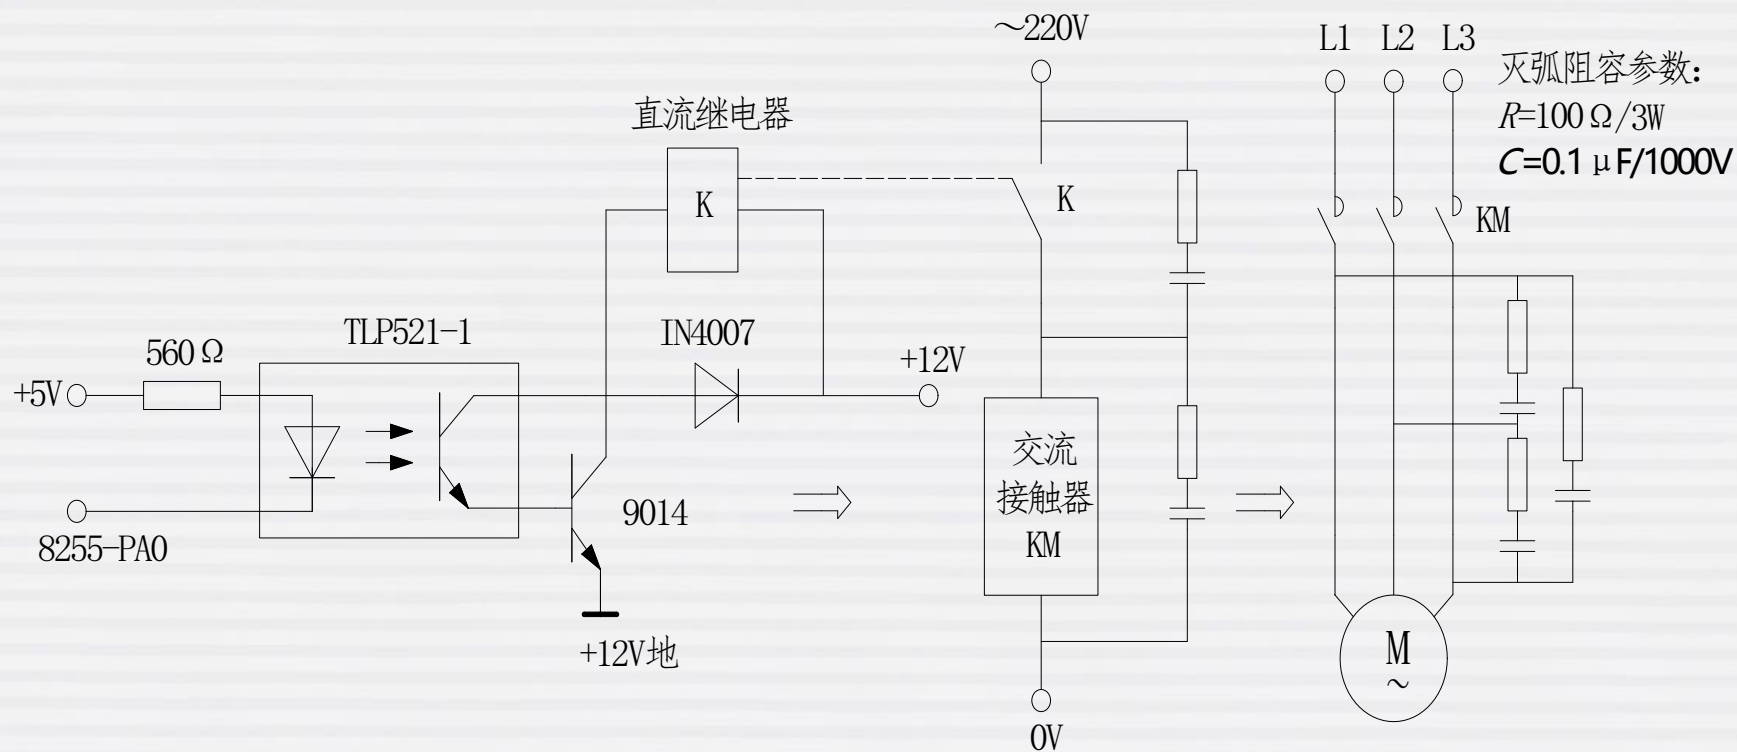 ～220V
L1 L2 L3
灭弧阻容参数：
R=100Ω/3W
C=0.1μF/1000V
直流继电器
K
K
KM
TLP521-1
IN4007
560Ω
+12V
+5V
交流
接触器
KM
9014
8255-PA0
+12V地
M
~
0V